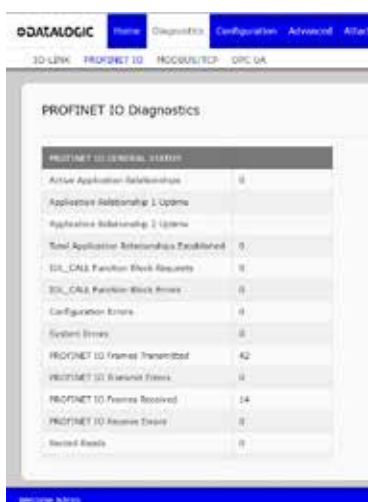 DATALOGIC Home Diagnostics Configuration Advanced Attac
IO-LINK PROFINET IO MODBUS/TCP OPC UA
PROFINET IO Diagnostics
PROFINET IO GENERAL STATUS
Active Application Relationships 0
Application Relationship 1 Uptime
Application Relationship 2 Uptime
Total Application Relationships Established 0
IOL_CALL Function Block Requests 0
IOL_CALL Function Block Errors 0
Configuration Errors 0
System Errors 0
PROFINET IO Frames Transmitted 42
PROFINET IO Transmit Errors 0
PROFINET IO Frames Received 14
PROFINET IO Receive Errors 0
Record Reads 0
Welcome Admin